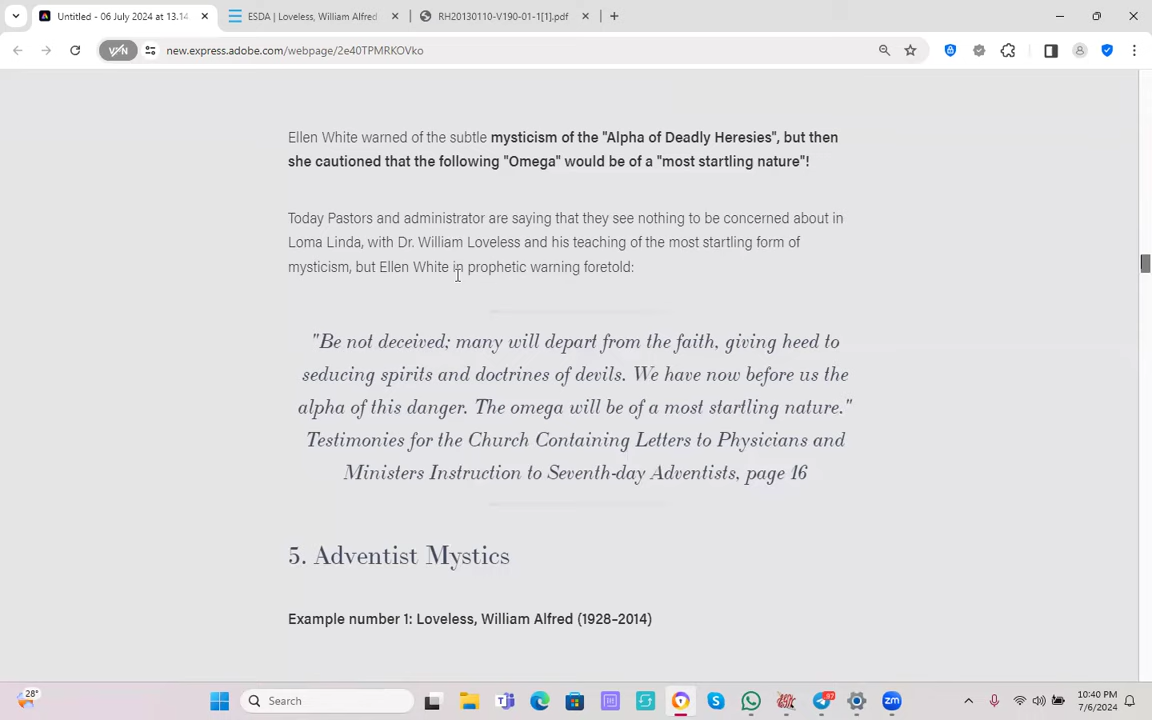 Untitled - 06 July 2024 at 13.14
ESDA | Loveless, William Alfred
RH20130110-V190-01-1[1].pdf
VPN
new.express.adobe.com/webpage/2e40TPMRKOVko
Ellen White warned of the subtle mysticism of the "Alpha of Deadly Heresies", but then
she cautioned that the following "Omega" would be of a "most startling nature"!
Today Pastors and administrator are saying that they see nothing to be concerned about in
Loma Linda, with Dr. William Loveless and his teaching of the most startling form of
mysticism, but Ellen White in prophetic warning foretold:
"Be not deceived; many will depart from the faith, giving heed to
seducing spirits and doctrines of devils. We have now before us the
alpha of this danger. The omega will be of a most startling nature."
Testimonies for the Church Containing Letters to Physicians and
Ministers Instruction to Seventh-day Adventists, page 16
5. Adventist Mystics
Example number 1: Loveless, William Alfred (1928–2014)
28°
Search
97
zm
10:40 PM
7/6/2024